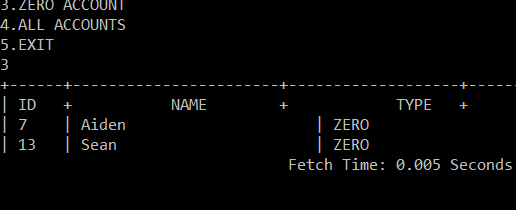 3.ZERO ACCOUNT
4.ALL ACCOUNTS
5.EXIT
3
+------+---------------------+-----------------+-----
| ID + NAME + TYPE +
| 7 | Aiden | ZERO
| 13 | Sean | ZERO
Fetch Time: 0.005 Seconds